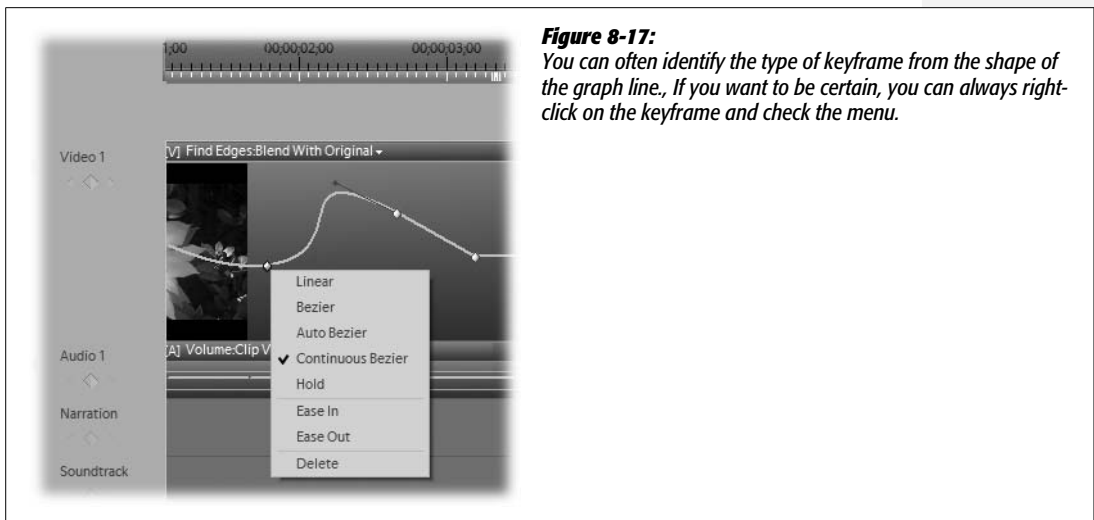 1;00 00;00;02;00 00;00;03;00
Video 1
[V] Find Edges:Blend With Original
Linear
Bezier
Auto Bezier
Audio 1
[A] Volume:Clip V
Continuous Bezier
Hold
Narration
Ease In
Ease Out
Soundtrack
Delete
Figure 8-17:
You can often identify the type of keyframe from the shape of
the graph line., If you want to be certain, you can always right-
click on the keyframe and check the menu.